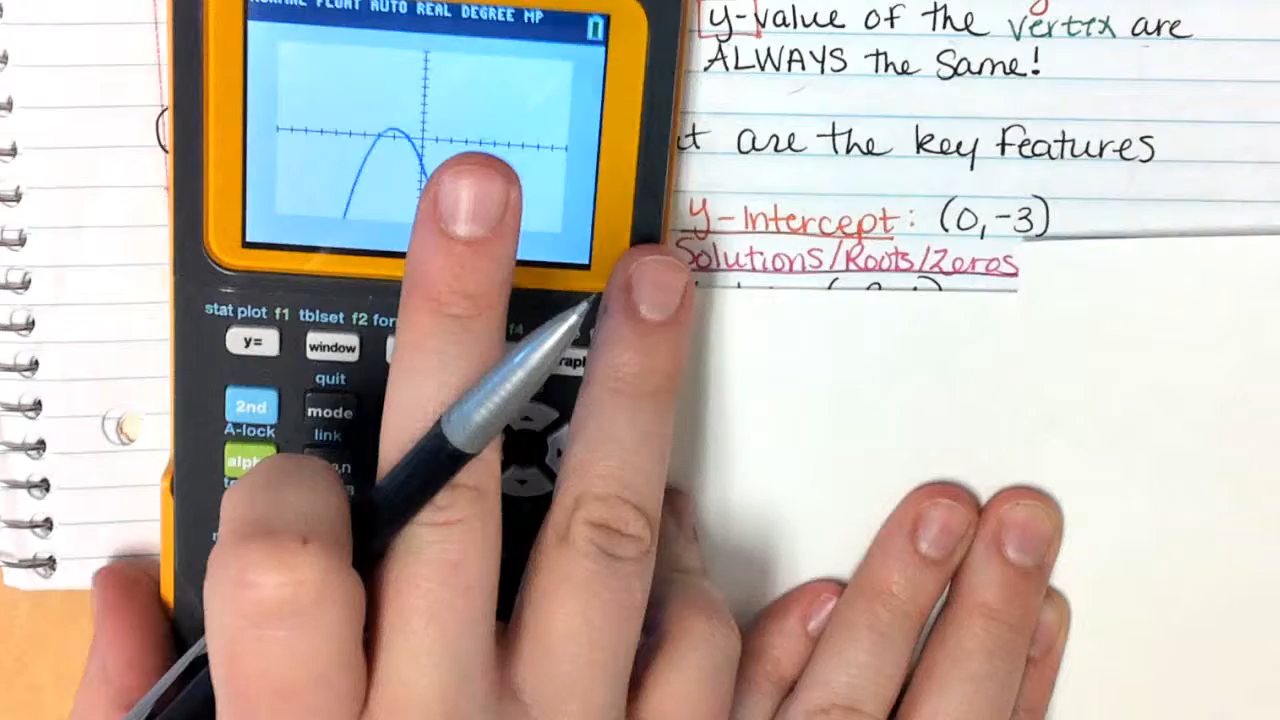 NORMAL FLOAT AUTO REAL DEGREE MP
y-value of the vertex are
ALWAYS the same!
are the key features
y-Intercept: (0,-3)
Solutions/Roots/Zeros
stat plot f1 tblset f2
f4
y=
window
quit
2nd
mode
A-lock
link